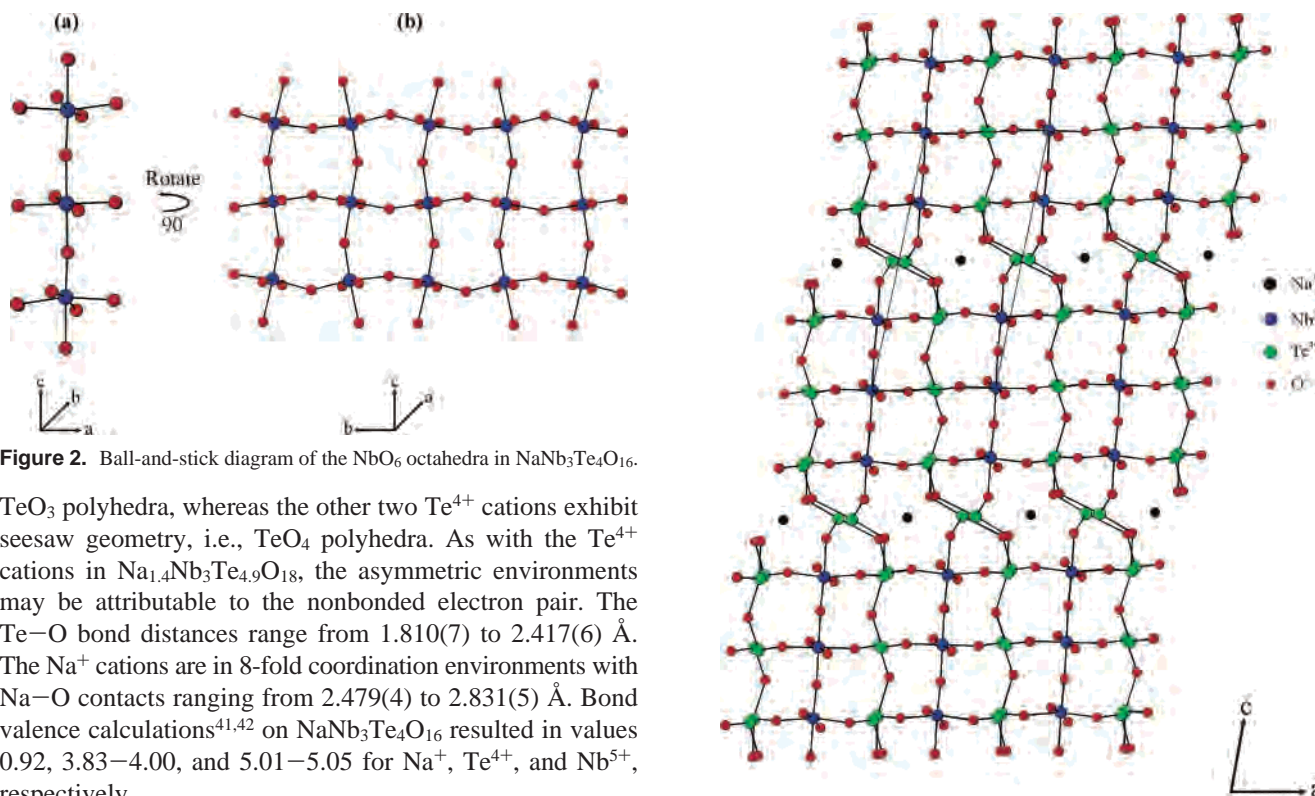 (a)
(b)
Rotate
90
c
b
a
c
a
b
Figure 2. Ball-and-stick diagram of the NbO₆ octahedra in NaNb₃Te₄O₁₆.
TeO₃ polyhedra, whereas the other two Te⁴⁺ cations exhibit
seesaw geometry, i.e., TeO₄ polyhedra. As with the Te⁴⁺
cations in Na₁.₄Nb₃Te₄.₉O₁₈, the asymmetric environments
may be attributable to the nonbonded electron pair. The
Te−O bond distances range from 1.810(7) to 2.417(6) Å.
The Na⁺ cations are in 8-fold coordination environments with
Na−O contacts ranging from 2.479(4) to 2.831(5) Å. Bond
valence calculations⁴¹,⁴² on NaNb₃Te₄O₁₆ resulted in values
0.92, 3.83−4.00, and 5.01−5.05 for Na⁺, Te⁴⁺, and Nb⁵⁺,
respectively.
Na
Nb
Te
O
c